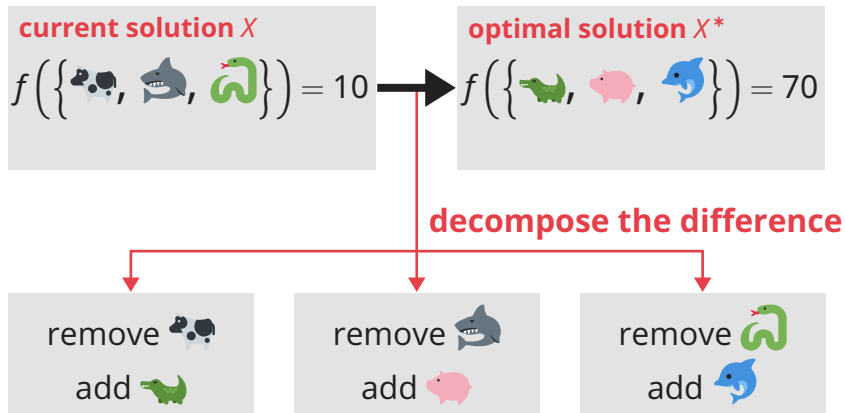 current solution X
optimal solution X*
f({🐄, 🦈, 🐍}) = 10
f({🐊, 🐖, 🐬}) = 70
decompose the difference
remove 🐄
add 🐊
remove 🦈
add 🐖
remove 🐍
add 🐬